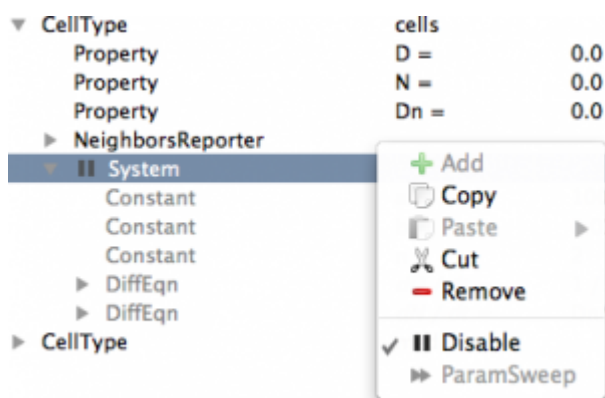 CellType cells
Property D = 0.0
Property N = 0.0
Property Dn = 0.0
NeighborsReporter
System
Constant
Constant
Constant
DiffEqn
DiffEqn
CellType
Add
Copy
Paste
Cut
Remove
Disable
ParamSweep